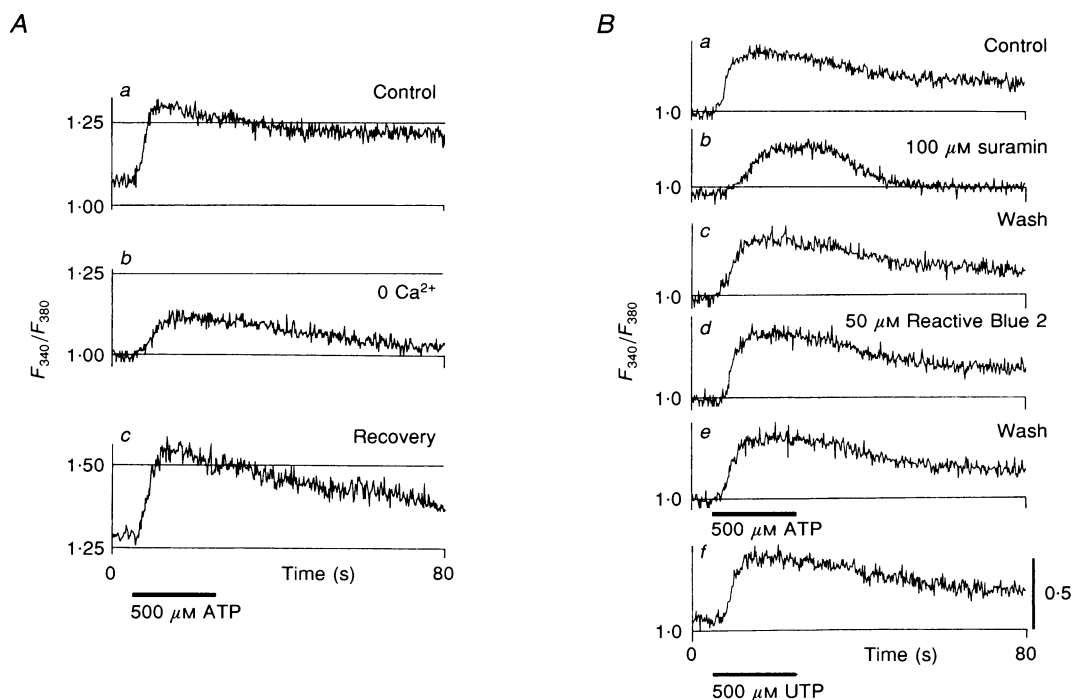 A
a
Control
1·25
1·00
b
1·25
0 Ca²⁺
1·00
F₃₄₀/F₃₈₀
c
Recovery
1·50
1·25
0
Time (s)
80
500 μM ATP
B
a
Control
1·0
b
100 μM suramin
1·0
Wash
c
1·0
50 μM Reactive Blue 2
d
1·0
F₃₄₀/F₃₈₀
e
Wash
1·0
500 μM ATP
f
0·5
1·0
0
Time (s)
80
500 μM UTP